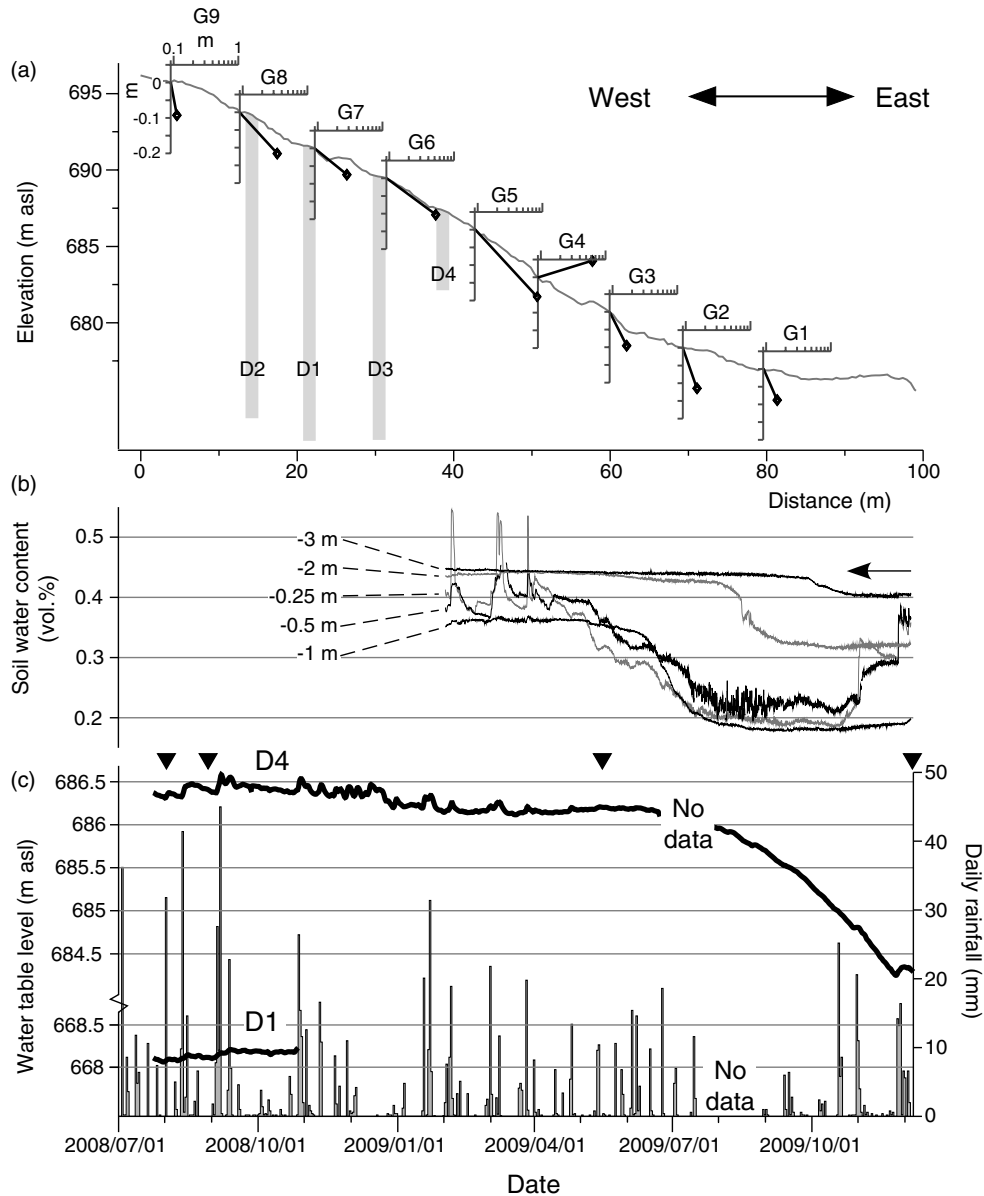 (a)
G9
m
0.1 1
m
0
-0.1
-0.2
G8
G7
G6
G5
G4
G3
G2
G1
West East
Elevation (m asl)
695
690
685
680
D2 D1 D3 D4
0 20 40 60 80 100
Distance (m)
(b)
Soil water content
(vol.%)
0.5
0.4
0.3
0.2
-3 m
-2 m
-0.25 m
-0.5 m
-1 m
(c)
Water table level (m asl)
686.5
686
685.5
685
684.5
668.5
668
D4
D1
No
data
No
data
Daily rainfall (mm)
50
40
30
20
10
0
2008/07/01 2008/10/01 2009/01/01 2009/04/01 2009/07/01 2009/10/01
Date